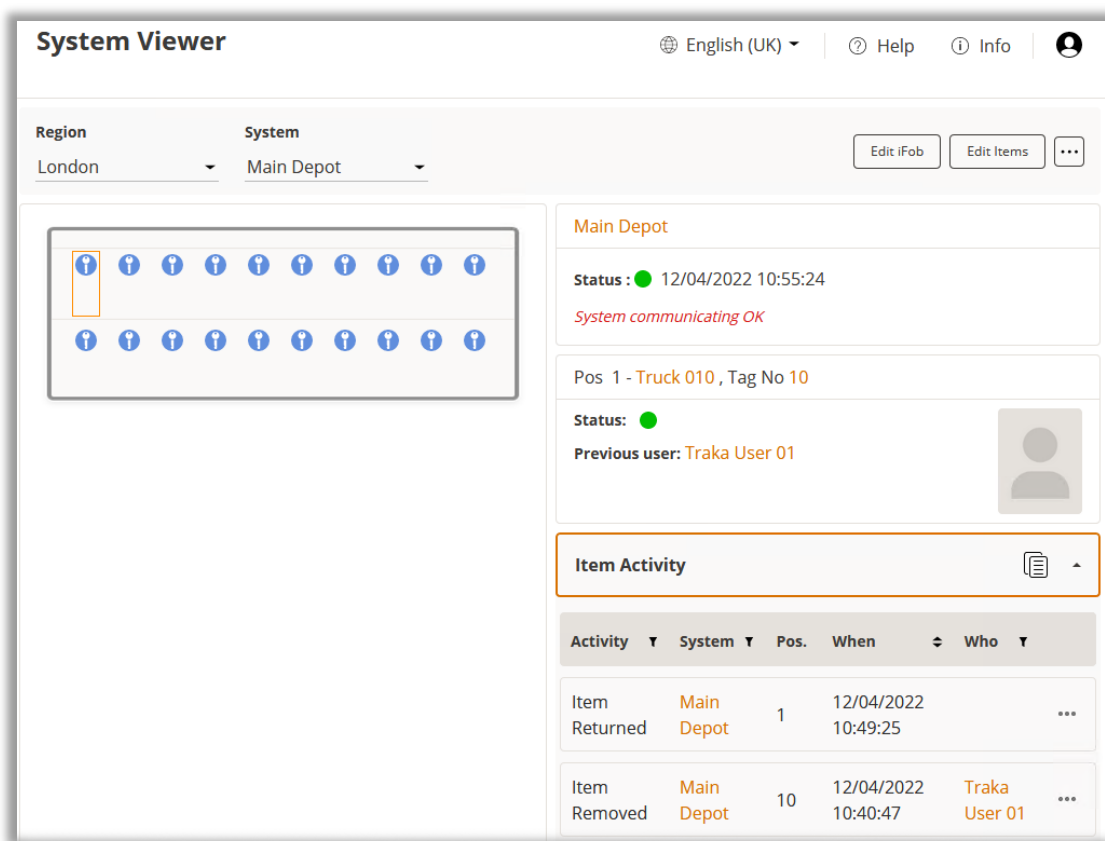 System Viewer
English (UK)
Help
Info
Region
System
London
Main Depot
Edit iFob
Edit Items
Main Depot
Status : 12/04/2022 10:55:24
System communicating OK
Pos 1 - Truck 010 , Tag No 10
Status:
Previous user: Traka User 01
Item Activity
Activity System Pos. When Who
Item Returned Main Depot 1 12/04/2022 10:49:25
Item Removed Main Depot 10 12/04/2022 10:40:47 Traka User 01